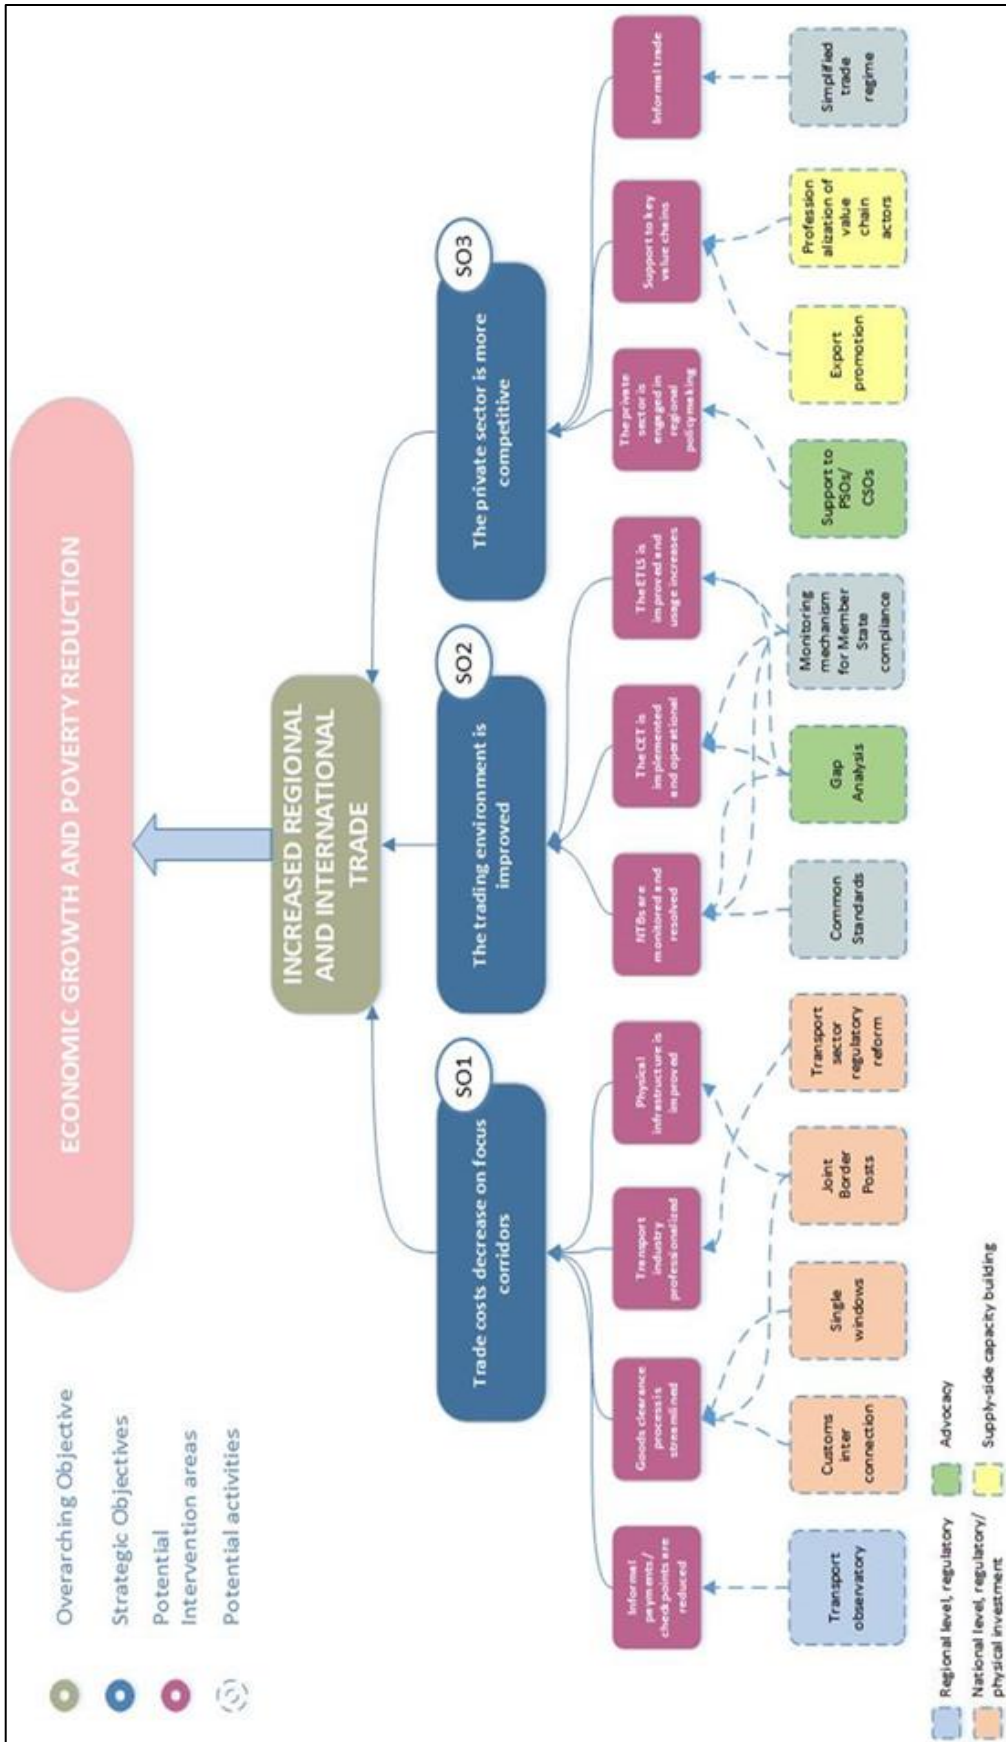 ECONOMIC GROWTH AND POVERTY REDUCTION
Overarching Objective
Strategic Objectives
Potential
Intervention areas
Potential activities
INCREASED REGIONAL
AND INTERNATIONAL
TRADE
SO1
Trade costs decrease on focus
corridors
SO2
The trading environment is
improved
SO3
The private sector is more
competitive
Informal
payments/
checkpoints are
reduced
Goods clearance
process is
streamlined
Transport
industry
professionalized
Physical
infrastructure is
improved
NTBs are
monitored and
resolved
The CET is
implemented
and operational
The ETLS is
improved and
usage increases
The private
sector is
engaged in
regional
policymaking
Support to key
value chains
Informal trade
Transport
observatory
Customs
inter
connection
Single
windows
Joint
Border
Posts
Transport
sector
regulatory
reform
Common
Standards
Gap
Analysis
Monitoring
mechanism
for Member
State
compliance
Support to
PSOs/
CSOs
Export
promotion
Profession
alization of
value
chain
actors
Simplified
trade
regime
Regional level, regulatory
Advocacy
National level, regulatory/
physical investment
Supply-side capacity building